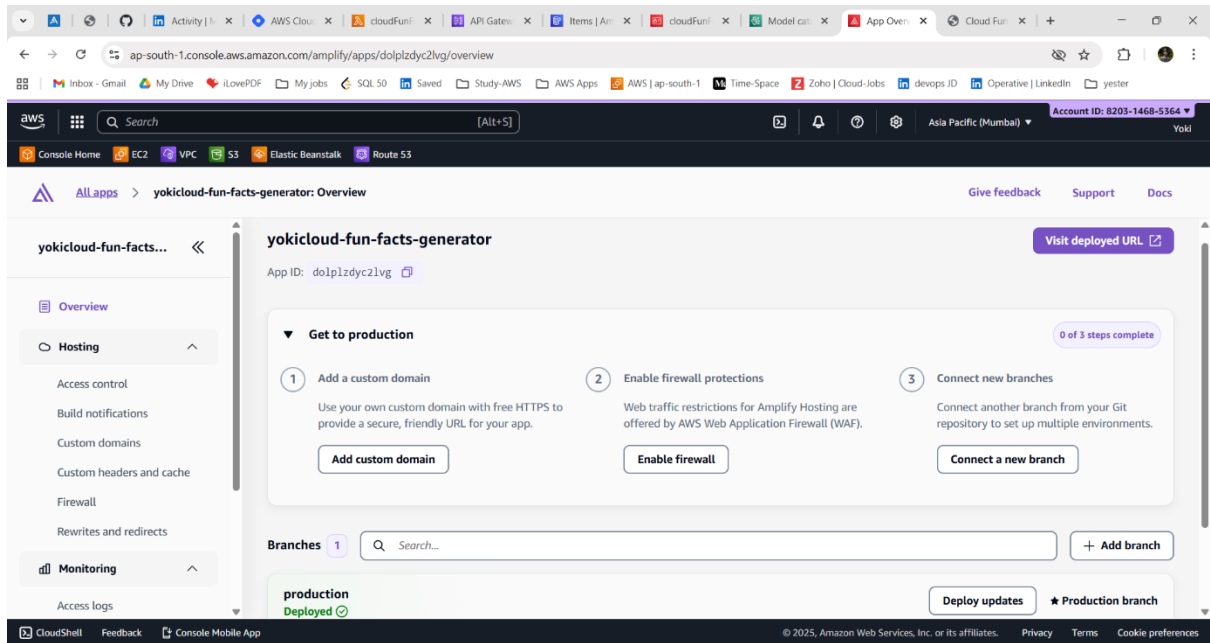 Activity | N
AWS Clou
cloudFunF
API Gatew
Items | Am
cloudFunF
Model cat
App Over
Cloud Fun
ap-south-1.console.aws.amazon.com/amplify/apps/dolplzdyc2lvg/overview
Inbox - Gmail My Drive iLovePDF My jobs SQL 50 Saved Study-AWS AWS Apps AWS | ap-south-1 Time-Space Zoho | Cloud-Jobs devops JD Operative | LinkedIn yester
aws Search [Alt+S] Asia Pacific (Mumbai) ▼ Account ID: 8203-1468-5364 ▼
Yoki
Console Home EC2 VPC S3 Elastic Beanstalk Route 53
All apps > yokicloud-fun-facts-generator: Overview Give feedback Support Docs
yokicloud-fun-facts...
Overview
Hosting
Access control
Build notifications
Custom domains
Custom headers and cache
Firewall
Rewrites and redirects
Monitoring
Access logs
yokicloud-fun-facts-generator Visit deployed URL
App ID: dolplzdyc2lvg
Get to production 0 of 3 steps complete
1 Add a custom domain
Use your own custom domain with free HTTPS to
provide a secure, friendly URL for your app.
Add custom domain
2 Enable firewall protections
Web traffic restrictions for Amplify Hosting are
offered by AWS Web Application Firewall (WAF).
Enable firewall
3 Connect new branches
Connect another branch from your Git
repository to set up multiple environments.
Connect a new branch
Branches 1 Search... + Add branch
production
Deployed
Deploy updates ★ Production branch
CloudShell Feedback Console Mobile App © 2025, Amazon Web Services, Inc. or its affiliates. Privacy Terms Cookie preferences